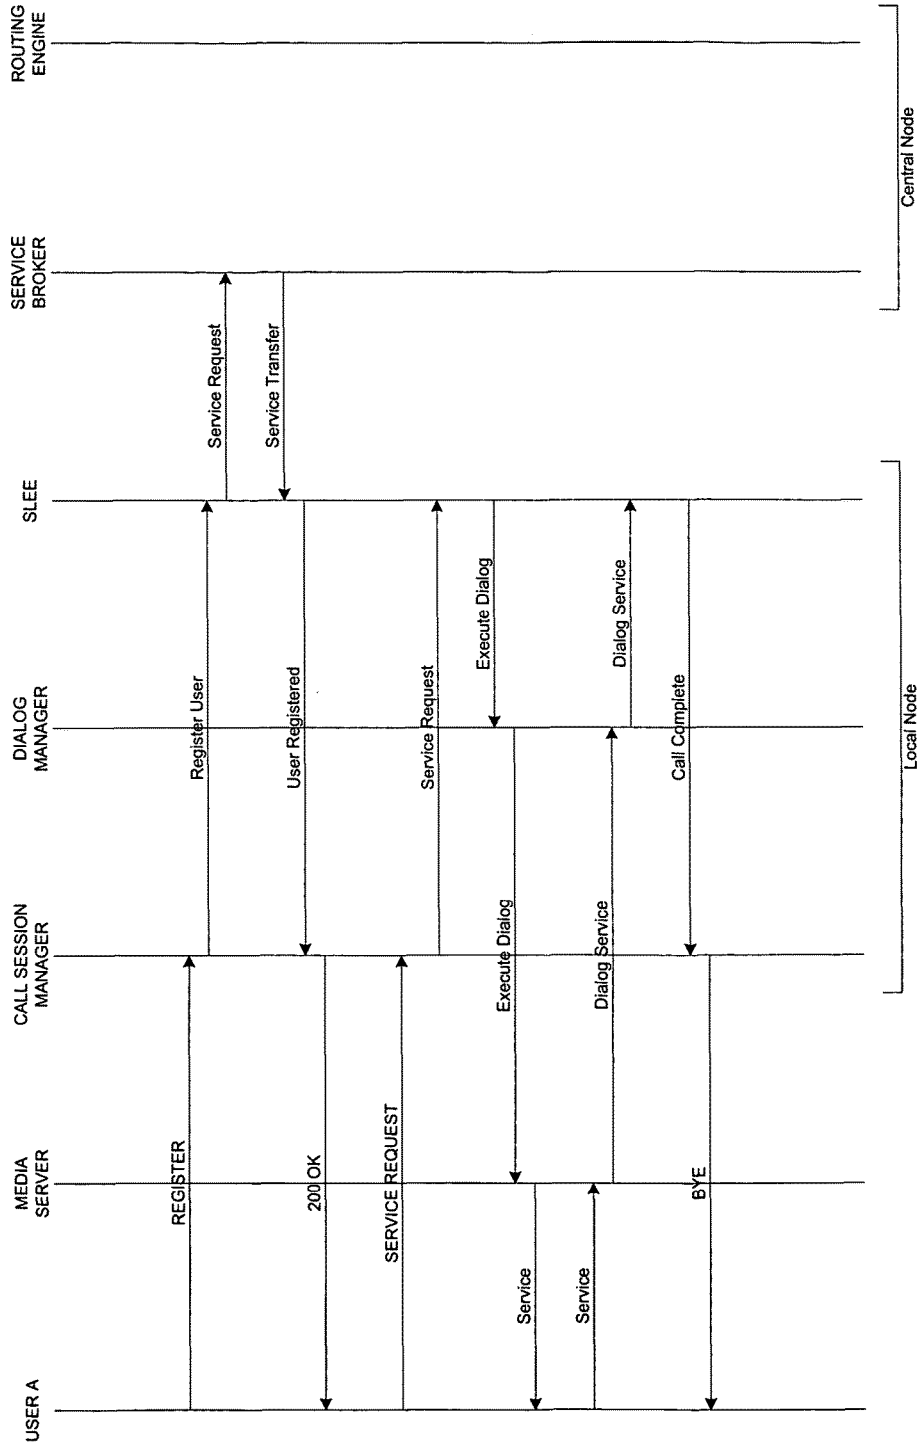 USER A
MEDIA
SERVER
CALL SESSION
MANAGER
DIALOG
MANAGER
SLEE
SERVICE
BROKER
ROUTING
ENGINE
REGISTER
Register User
Service Request
Service Transfer
User Registered
200 OK
SERVICE REQUEST
Service Request
Execute Dialog
Execute Dialog
Service
Service
Dialog Service
Dialog Service
Call Complete
BYE
Local Node
Central Node